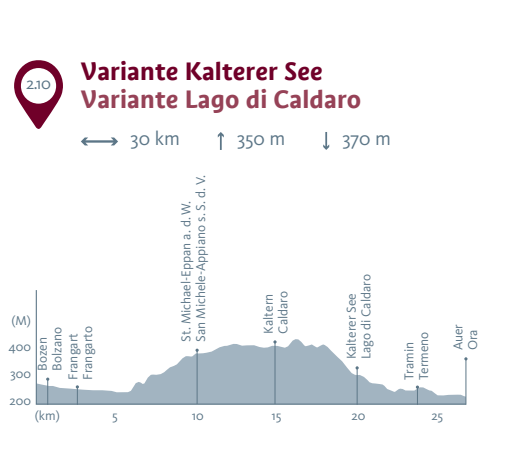 2.10
Variante Kalterer See
Variante Lago di Caldaro
30 km 350 m 370 m
(M)
400
300
200
Bozen
Bolzano
Frangart
Frangarto
St. Michael-Eppan a. d. W.
San Michele-Appiano s. S. d. V.
Kaltern
Caldaro
Kalterer See
Lago di Caldaro
Tramin
Termeno
Auer
Ora
(km) 5 10 15 20 25